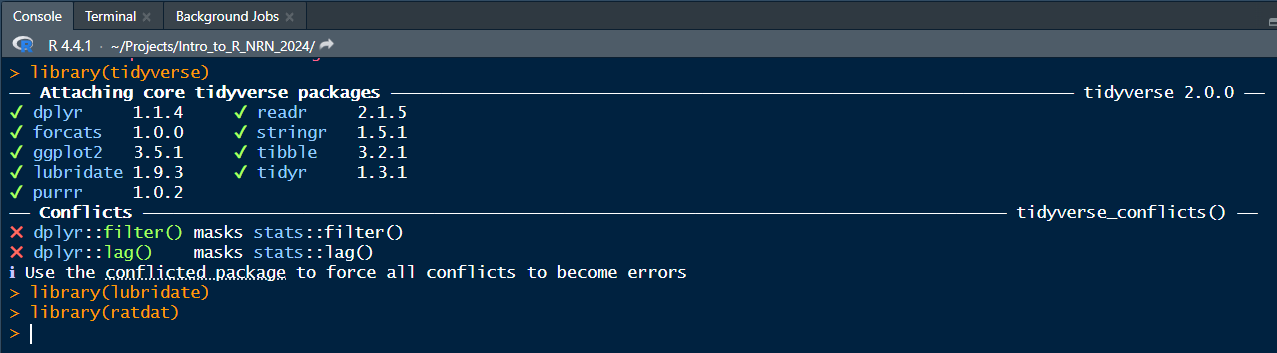 Console Terminal × Background Jobs ×
R R 4.4.1 · ~/Projects/Intro_to_R_NRN_2024/
> library(tidyverse)
── Attaching core tidyverse packages ── tidyverse 2.0.0 ──
✔ dplyr 1.1.4 ✔ readr 2.1.5
✔ forcats 1.0.0 ✔ stringr 1.5.1
✔ ggplot2 3.5.1 ✔ tibble 3.2.1
✔ lubridate 1.9.3 ✔ tidyr 1.3.1
✔ purrr 1.0.2
── Conflicts ── tidyverse_conflicts() ──
✖ dplyr::filter() masks stats::filter()
✖ dplyr::lag() masks stats::lag()
ℹ Use the conflicted package to force all conflicts to become errors
> library(lubridate)
> library(ratdat)
>